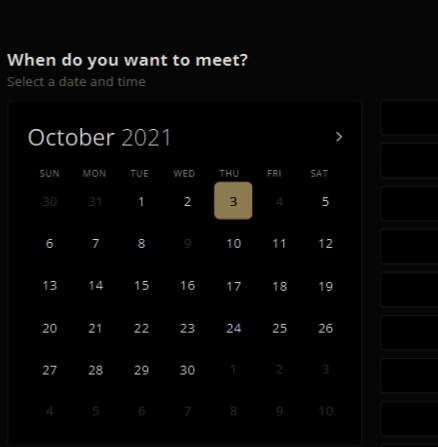 When do you want to meet?
Select a date and time
October 2021 >
SUN MON TUE WED THU FRI SAT
30 31 1 2 3 4 5
6 7 8 9 10 11 12
13 14 15 16 17 18 19
20 21 22 23 24 25 26
27 28 29 30 1 2 3
4 5 6 7 8 9 10